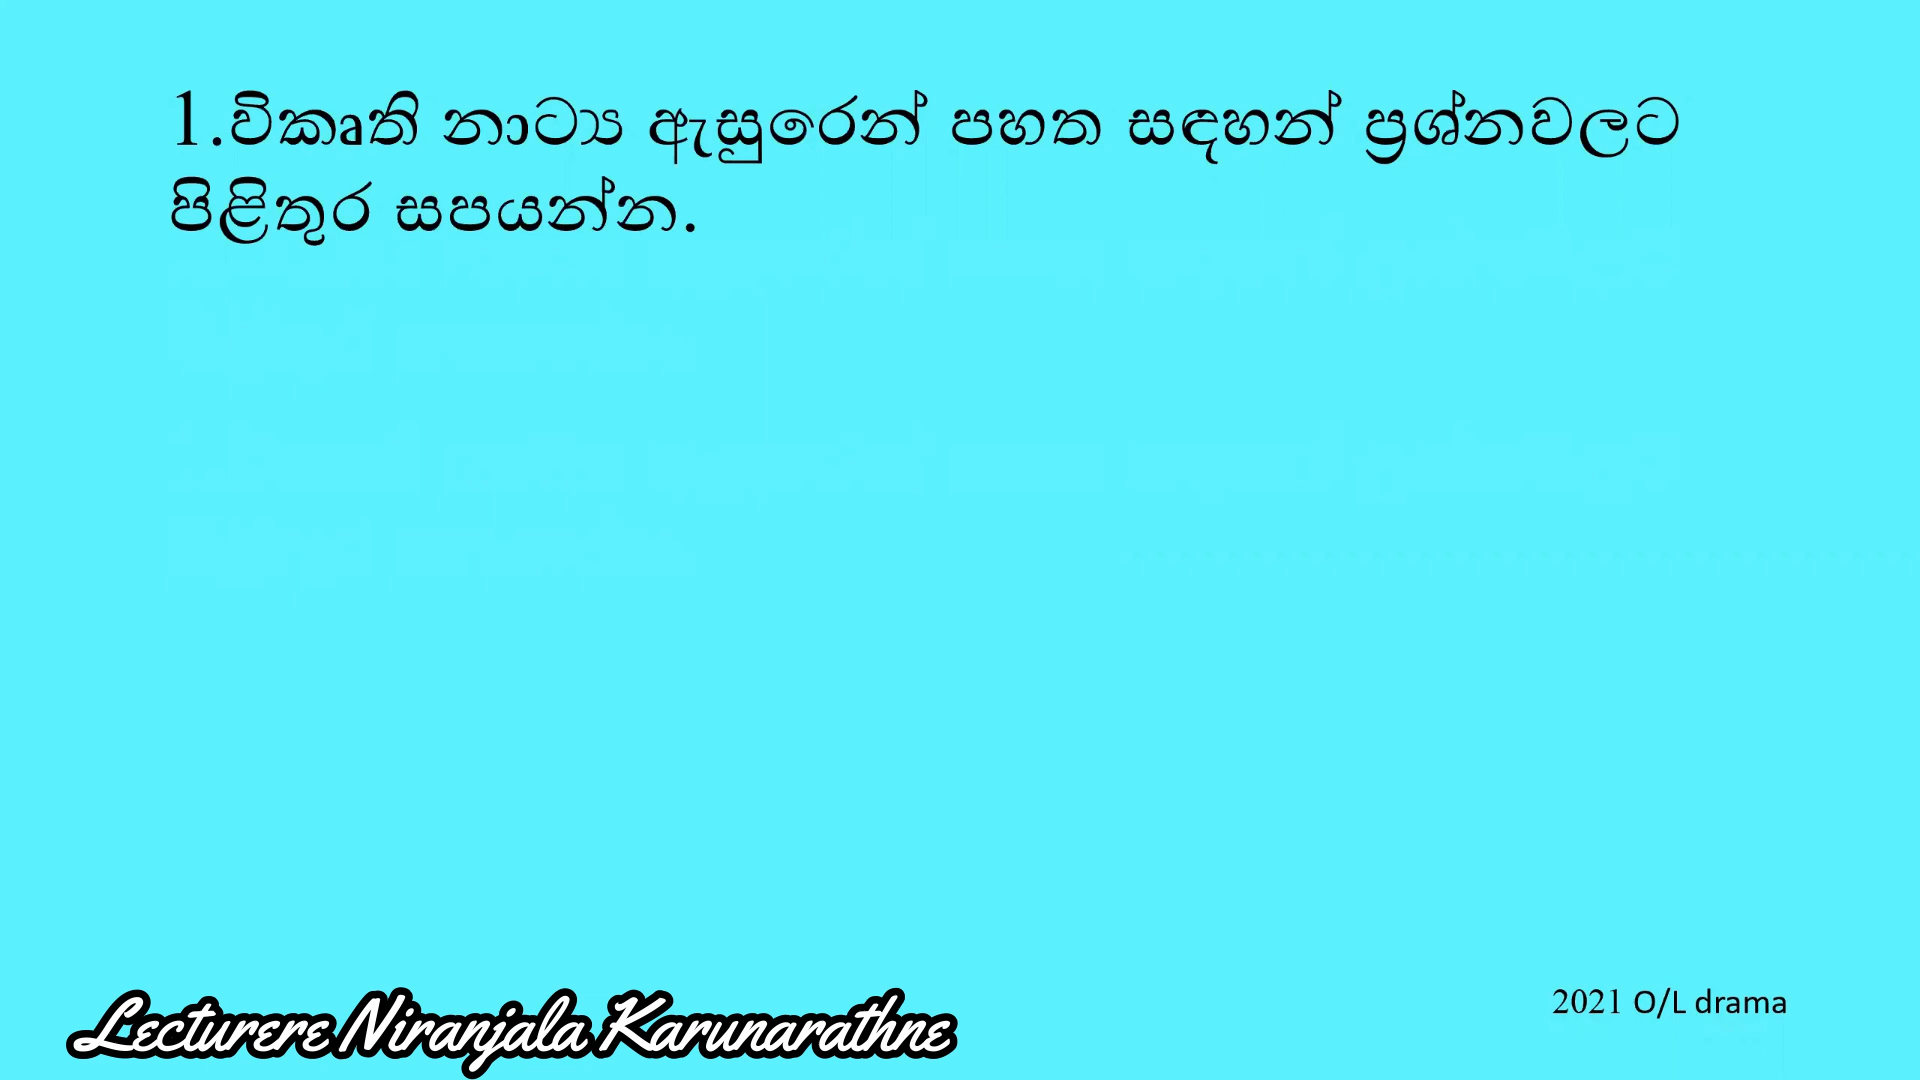 1.විකෘති නාට්‍ය ඇසුරෙන් පහත සඳහන් ප්‍රශ්නවලට
පිළිතුර සපයන්න.
Lecturere Niranjala Karunarathne
2021 O/L drama